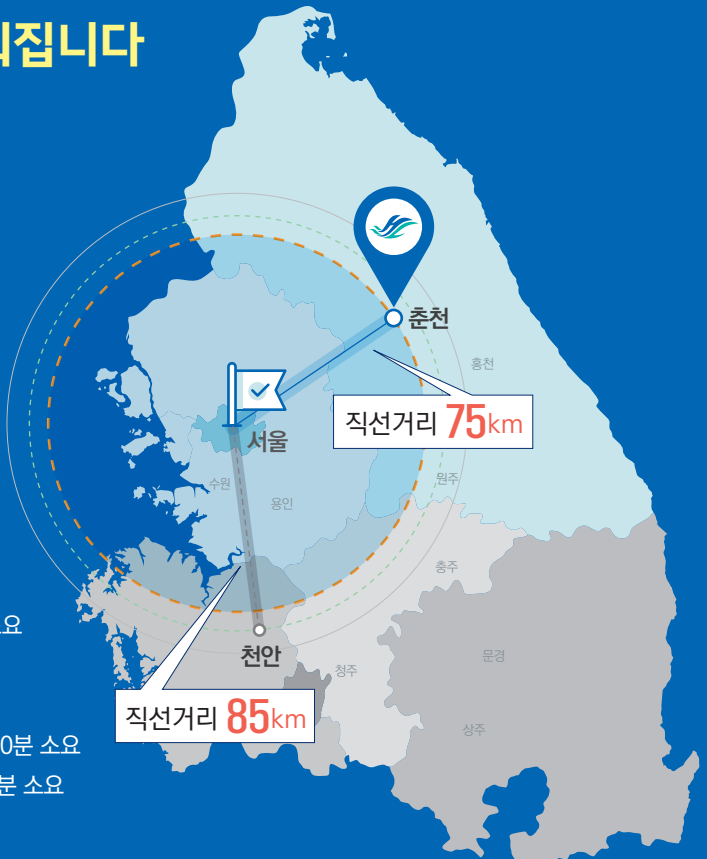 집니다
춘천
홍천
직선거리 75km
서울
수원
원주
용인
충주
요
천안
문경
청주
직선거리 85km
상주
0분 소요
분 소요